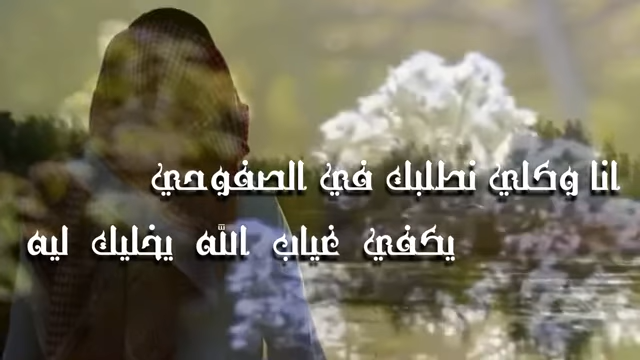 انا وكلي نطلبك في الصفوحي
يكفي غياب الله يخليك ليه